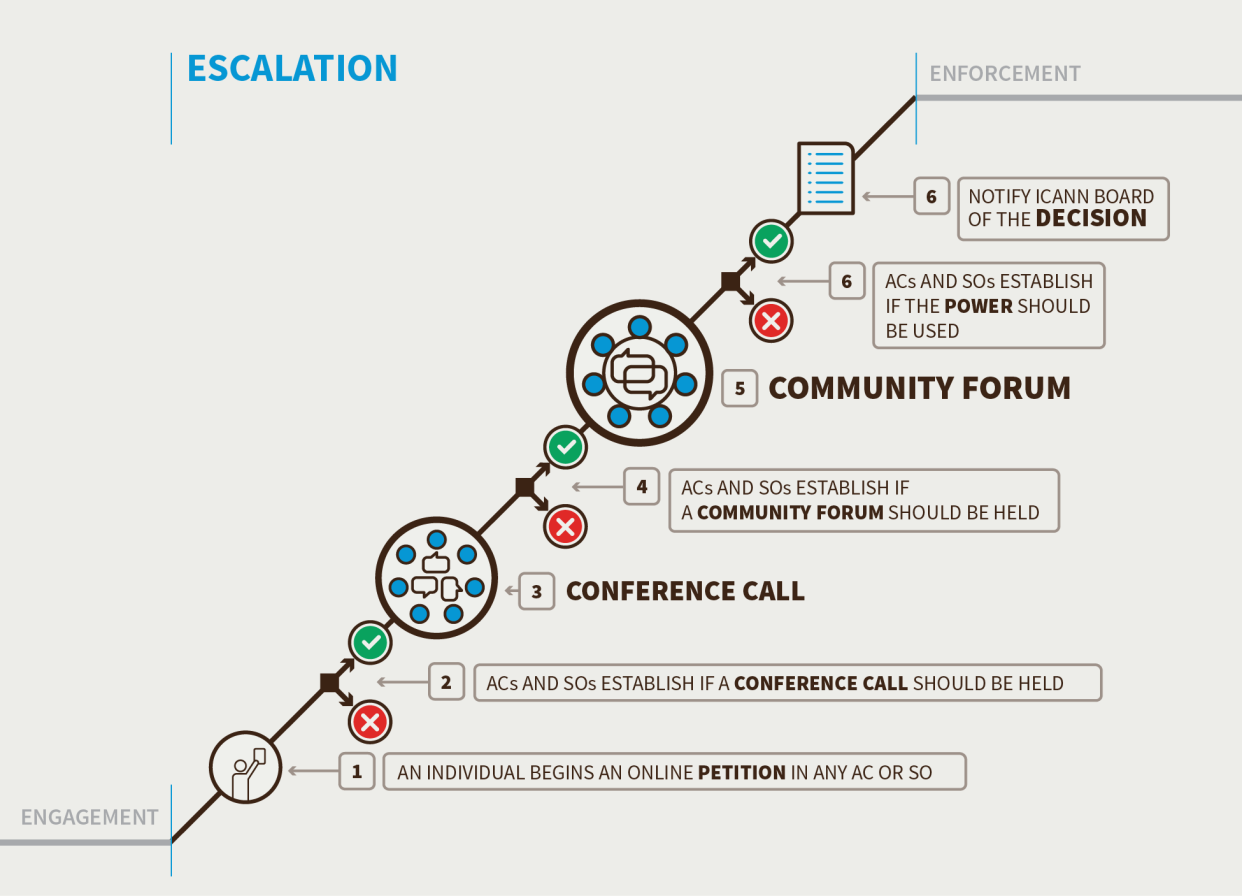 ESCALATION
ENFORCEMENT
6
NOTIFY ICANN BOARD
OF THE DECISION
6
ACs AND SOs ESTABLISH
IF THE POWER SHOULD
BE USED
5
COMMUNITY FORUM
4
ACs AND SOs ESTABLISH IF
A COMMUNITY FORUM SHOULD BE HELD
3
CONFERENCE CALL
2
ACs AND SOs ESTABLISH IF A CONFERENCE CALL SHOULD BE HELD
1
AN INDIVIDUAL BEGINS AN ONLINE PETITION IN ANY AC OR SO
ENGAGEMENT